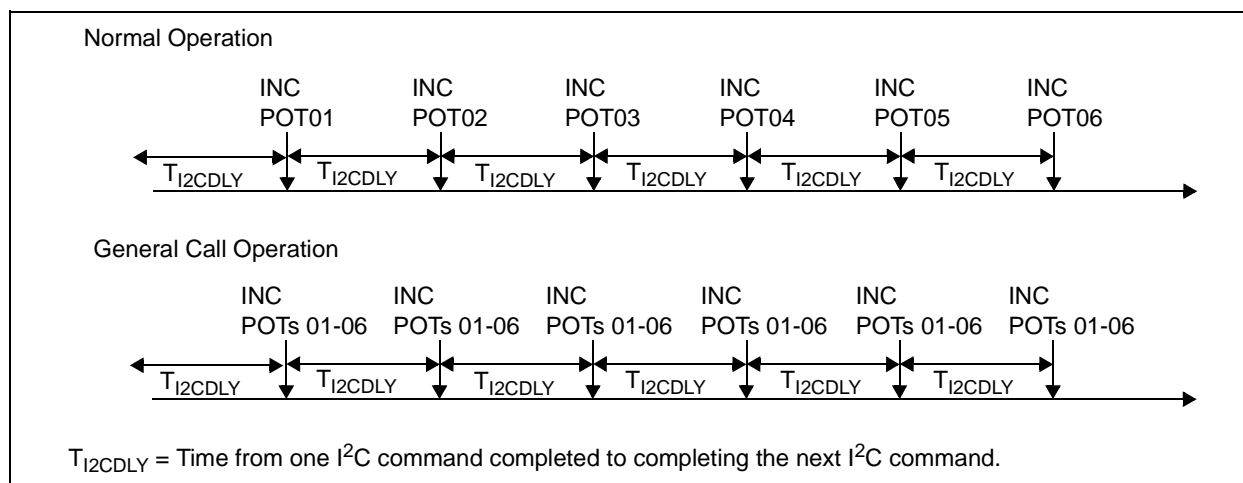 Normal Operation
INC INC INC INC INC INC
POT01 POT02 POT03 POT04 POT05 POT06
TI2CDLY TI2CDLY TI2CDLY TI2CDLY TI2CDLY TI2CDLY
General Call Operation
INC INC INC INC INC INC
POTs 01-06 POTs 01-06 POTs 01-06 POTs 01-06 POTs 01-06 POTs 01-06
TI2CDLY TI2CDLY TI2CDLY TI2CDLY TI2CDLY TI2CDLY
TI2CDLY = Time from one I²C command completed to completing the next I²C command.